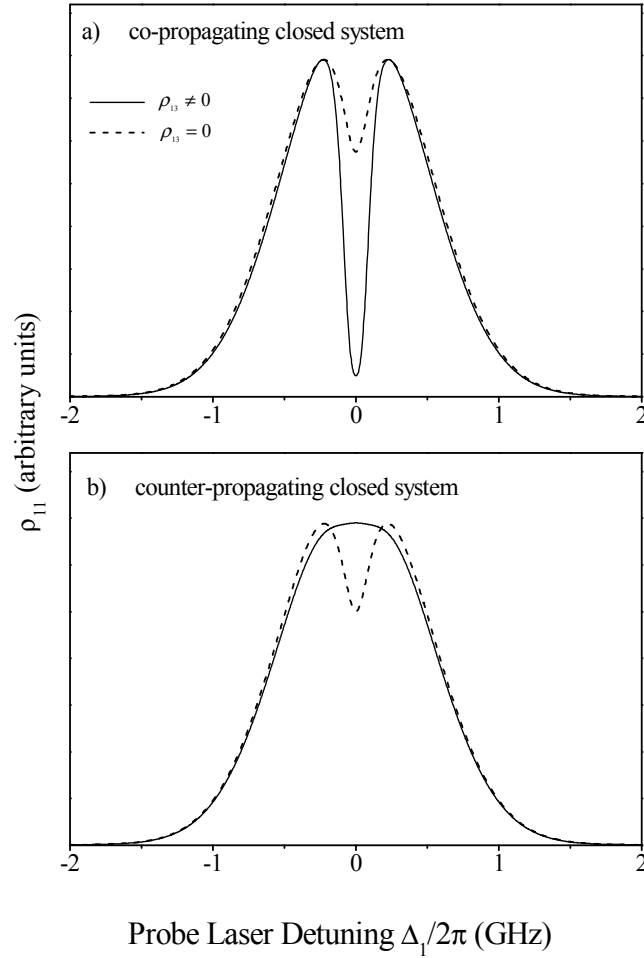 a) co-propagating closed system
ρ₁₃ ≠ 0
ρ₁₃ = 0
-2 -1 0 1 2
b) counter-propagating closed system
ρ₁₁ (arbitrary units)
-2 -1 0 1 2
Probe Laser Detuning Δ₁/2π (GHz)